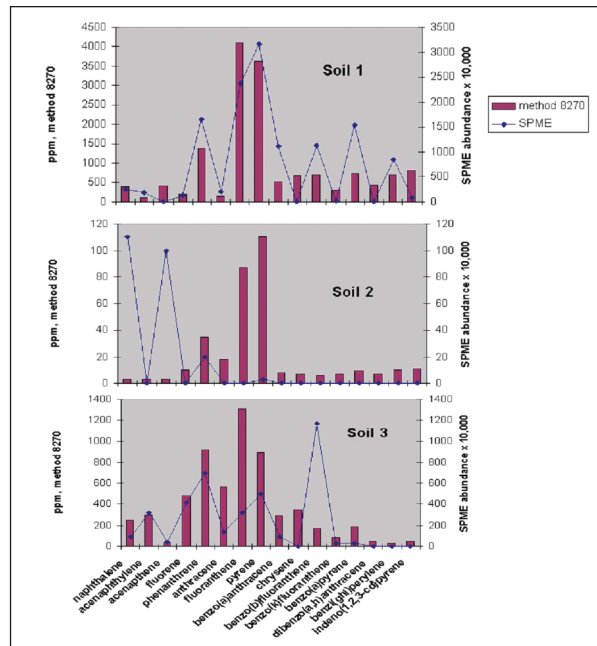 4500
4000
3500
3000
2500
2000
1500
1000
500
0
ppm, method 8270
Soil 1
3500
3000
2500
2000
1500
1000
500
0
SPME abundance x 10,000
method 8270
SPME
120
100
80
60
40
20
0
ppm, method 8270
Soil 2
120
100
80
60
40
20
0
SPME abundance x 10,000
1400
1200
1000
800
600
400
200
0
ppm, method 8270
Soil 3
1400
1200
1000
800
600
400
200
0
SPME abundance x 10,000
naphthalene
acenaphthylene
acenapthene
fluorene
phenanthrene
anthracene
fluoranthene
pyrene
benzo(a)anthracene
chrysene
benzo(b)fluoranthene
benzo(k)fluoranthene
benzo(a)pyrene
dibenzo(a,h)anthracene
benz(ghi)perylene
Indeno(1,2,3-cd)pyrene